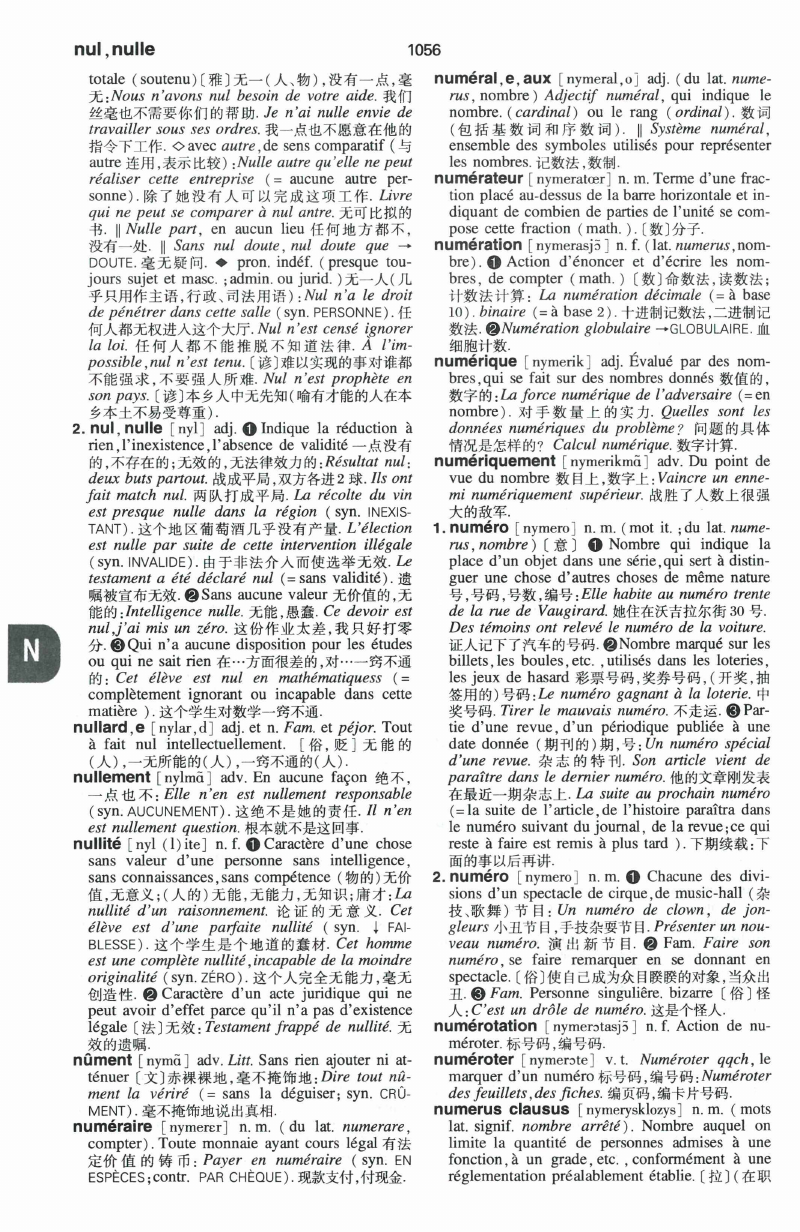 nul, nulle
1056
totale (soutenu)〔雅〕无一(人、物),没有一点,毫
无:Nous n'avons nul besoin de votre aide. 我们
丝毫也不需要你们的帮助. Je n'ai nulle envie de
travailler sous ses ordres. 我一点也不愿意在他的
指令下工作. ◇avec autre,de sens comparatif (与
autre 连用,表示比较):Nulle autre qu'elle ne peut
réaliser cette entreprise (= aucune autre per-
sonne). 除了她没有人可以完成这项工作. Livre
qui ne peut se comparer à nul antre. 无可比拟的
书. ‖ Nulle part, en aucun lieu 任何地方都不,
没有一处. ‖ Sans nul doute, nul doute que →
DOUTE. 毫无疑问. ◆ pron. indéf. (presque tou-
jours sujet et masc. ;admin. ou jurid. )无一人(几
乎只用作主语,行政、司法用语):Nul n'a le droit
de pénétrer dans cette salle (syn. PERSONNE). 任
何人都无权进入这个大厅. Nul n'est censé ignorer
la loi. 任何人都不能推脱不知道法律. À l'im-
possible,nul n'est tenu.〔谚〕难以实现的事对谁都
不能强求,不要强人所难. Nul n'est prophète en
son pays.〔谚〕本乡人中无先知(喻有才能的人在本
乡本土不易受尊重).
2. nul, nulle [nyl] adj. ❶ Indique la réduction à
rien,l'inexistence,l'absence de validité 一点没有
的,不存在的;无效的,无法律效力的:Résultat nul:
deux buts partout. 战成平局,双方各进2球. Ils ont
fait match nul. 两队打成平局. La récolte du vin
est presque nulle dans la région (syn. INEXIS-
TANT). 这个地区葡萄酒几乎没有产量. L'élection
est nulle par suite de cette intervention illégale
(syn. INVALIDE). 由于非法介入而使选举无效. Le
testament a été déclaré nul (= sans validité). 遗
嘱被宣布无效. ❷Sans aucune valeur 无价值的,无
能的:Intelligence nulle. 无能,愚蠢. Ce devoir est
nul,j'ai mis un zéro. 这份作业太差,我只好打零
分. ❸Qui n'a aucune disposition pour les études
ou qui ne sait rien 在…方面很差的,对…一窍不通
的: Cet élève est nul en mathématiquess (=
complètement ignorant ou incapable dans cette
matière ). 这个学生对数学一窍不通.
nullard,e [nylar,d] adj. et n. Fam. et péjor. Tout
à fait nul intellectuellement. 〔俗,贬〕无能的
(人),一无所能的(人),一窍不通的(人).
nullement [nylmɑ̃] adv. En aucune façon 绝不,
一点也不: Elle n'en est nullement responsable
(syn. AUCUNEMENT). 这绝不是她的责任. Il n'en
est nullement question. 根本就不是这回事.
nullité [nyl (l)ite] n. f. ❶ Caractère d'une chose
sans valeur d'une personne sans intelligence,
sans connaissances,sans compétence (物的)无价
值,无意义;(人的)无能,无能力,无知识;庸才:La
nullité d'un raisonnement. 论证的无意义. Cet
élève est d'une parfaite nullité (syn. ↓ FAI-
BLESSE). 这个学生是个地道的蠢材. Cet homme
est une complète nullité,incapable de la moindre
originalité (syn. ZÉRO). 这个人完全无能力,毫无
创造性. ❷ Caractère d'un acte juridique qui ne
peut avoir d'effet parce qu'il n'a pas d'existence
légale〔法〕无效:Testament frappé de nullité. 无
效的遗嘱.
nûment [nymɑ̃] adv. Litt. Sans rien ajouter ni at-
ténuer〔文〕赤裸裸地,毫不掩饰地:Dire tout nû-
ment la vériré (= sans la déguiser; syn. CRÛ-
MENT). 毫不掩饰地说出真相.
numéraire [nymerɛr] n. m. (du lat. numerare,
compter). Toute monnaie ayant cours légal 有法
定价值的铸币: Payer en numéraire (syn. EN
ESPÈCES;contr. PAR CHÈQUE). 现款支付,付现金.
N
numéral,e,aux [nymeral,o] adj. (du lat. nume-
rus, nombre) Adjectif numéral, qui indique le
nombre. (cardinal) ou le rang (ordinal). 数词
(包括基数词和序数词). ‖ Système numéral,
ensemble des symboles utilisés pour représenter
les nombres. 记数法,数制.
numérateur [nymeratœr] n. m. Terme d'une frac-
tion placé au-dessus de la barre horizontale et in-
diquant de combien de parties de l'unité se com-
pose cette fraction (math. ).〔数〕分子.
numération [nymerasjɔ̃] n. f. (lat. numerus,nom-
bre). ❶ Action d'énoncer et d'écrire les nom-
bres, de compter (math. )〔数〕命数法,读数法;
计数法计算: La numération décimale (= à base
10). binaire (= à base 2). 十进制记数法,二进制记
数法. ❷Numération globulaire →GLOBULAIRE. 血
细胞计数.
numérique [nymerik] adj. Évalué par des nom-
bres,qui se fait sur des nombres donnés 数值的,
数字的:La force numérique de l'adversaire (=en
nombre). 对手数量上的实力. Quelles sont les
données numériques du problème? 问题的具体
情况是怎样的? Calcul numérique. 数字计算.
numériquement [nymerikmɑ̃] adv. Du point de
vue du nombre 数目上,数字上:Vaincre un enne-
mi numériquement supérieur. 战胜了人数上很强
大的敌军.
1. numéro [nymero] n. m. (mot it. ;du lat. nume-
rus,nombre)〔意〕 ❶ Nombre qui indique la
place d'un objet dans une série,qui sert à distin-
guer une chose d'autres choses de même nature
号,号码,号数,编号:Elle habite au numéro trente
de la rue de Vaugirard. 她住在沃吉拉尔街 30 号.
Des témoins ont relevé le numéro de la voiture.
证人记下了汽车的号码. ❷Nombre marqué sur les
billets,les boules,etc. ,utilisés dans les loteries,
les jeux de hasard 彩票号码,奖券号码,(开奖,抽
签用的)号码:Le numéro gagnant à la loterie. 中
奖号码. Tirer le mauvais numéro. 不走运. ❸Par-
tie d'une revue, d'un périodique publiée à une
date donnée (期刊的)期,号:Un numéro spécial
d'une revue. 杂志的特刊. Son article vient de
paraître dans le dernier numéro. 他的文章刚发表
在最近一期杂志上. La suite au prochain numéro
(=la suite de l'article,de l'histoire paraîtra dans
le numéro suivant du journal, de la revue;ce qui
reste à faire est remis à plus tard ). 下期续载;下
面的事以后再讲.
2. numéro [nymero] n. m. ❶ Chacune des divi-
sions d'un spectacle de cirque,de music-hall (杂
技、歌舞)节目: Un numéro de clown, de jon-
gleurs 小丑节目,手技杂耍节目. Présenter un nou-
veau numéro. 演出新节目. ❷ Fam. Faire son
numéro, se faire remarquer en se donnant en
spectacle.〔俗〕使自己成为众目睽睽的对象,当众出
丑. ❸ Fam. Personne singulière. bizarre〔俗〕怪
人:C'est un drôle de numéro. 这是个怪人.
numérotation [nymerɔtasjɔ̃] n. f. Action de nu-
méroter. 标号码,编号码.
numéroter [nymerɔte] v. t. Numéroter qqch, le
marquer d'un numéro 标号码,编号码:Numéroter
des feuillets,des fiches. 编页码,编卡片号码.
numerus clausus [nymerysklozys] n. m. (mots
lat. signif. nombre arrêté). Nombre auquel on
limite la quantité de personnes admises à une
fonction,à un grade,etc. ,conformément à une
réglementation préalablement établie.〔拉〕(在职